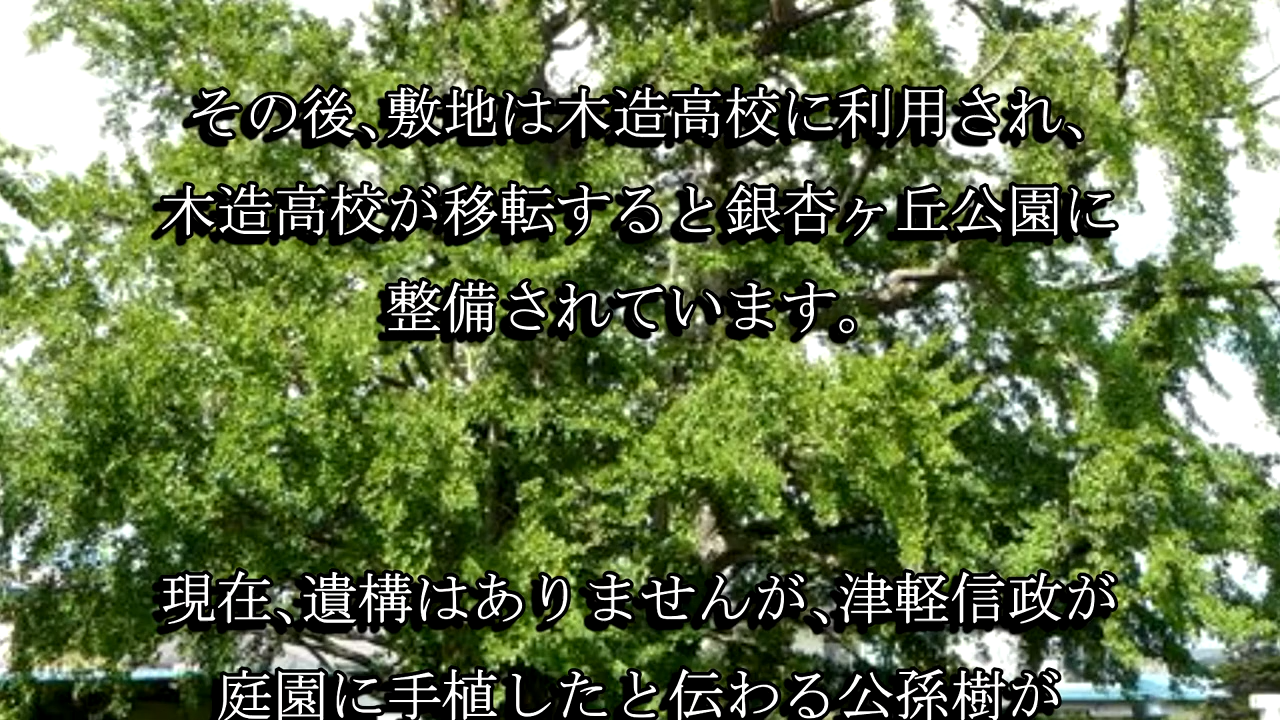 その後､敷地は木造高校に利用され、
木造高校が移転すると銀杏ヶ丘公園に
整備されています。
現在､遺構はありませんが､津軽信政が
庭園に手植したと伝わる公孫樹が